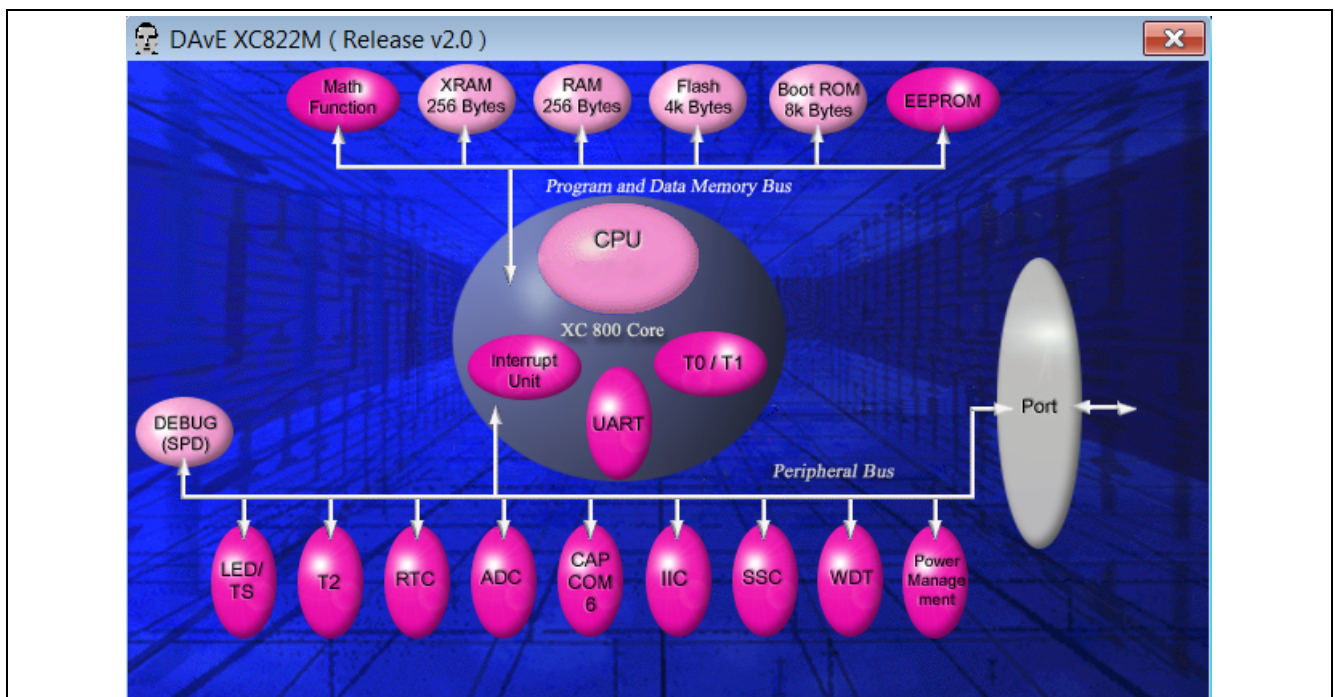 DAvE XC822M ( Release v2.0 )
Math
Function
XRAM
256 Bytes
RAM
256 Bytes
Flash
4k Bytes
Boot ROM
8k Bytes
EEPROM
Program and Data Memory Bus
CPU
XC 800 Core
Interrupt
Unit
T0 / T1
UART
Port
DEBUG
(SPD)
Peripheral Bus
LED/
TS
T2
RTC
ADC
CAP
COM
6
IIC
SSC
WDT
Power
Manage
ment